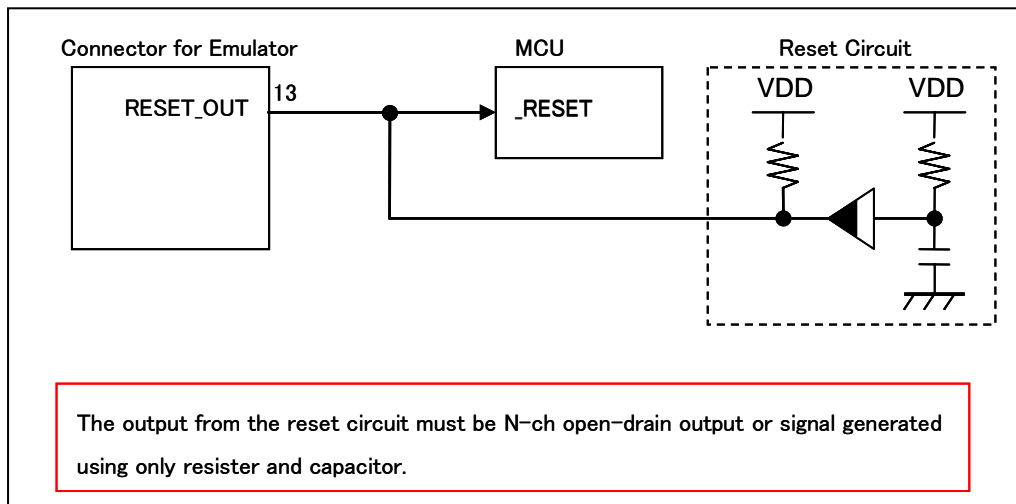 Connector for Emulator
MCU
Reset Circuit
RESET_OUT
13
_RESET
VDD
VDD
The output from the reset circuit must be N-ch open-drain output or signal generated
using only resister and capacitor.